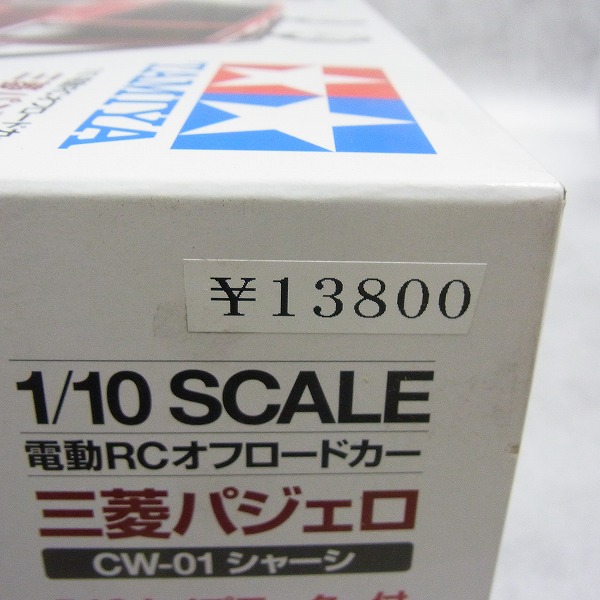 TAMIYA
¥13800
1/10 SCALE
電動RCオフロードカー
三菱パジェロ
CW-01 シャーシ